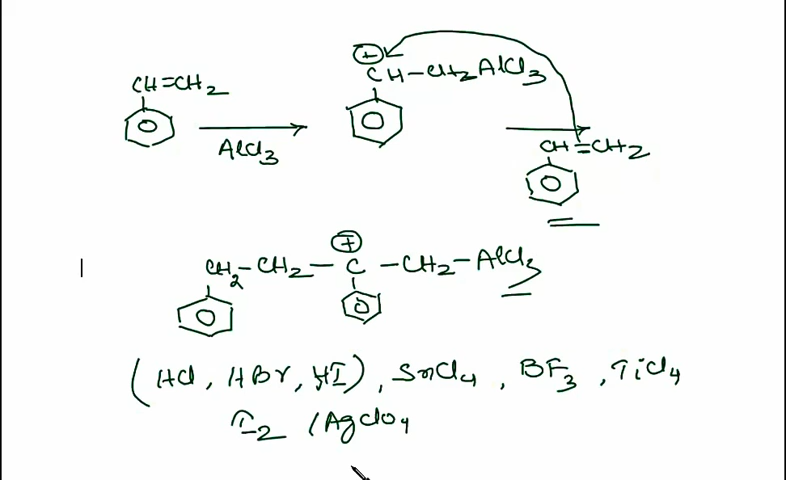 CH=CH2
AlCl3
⊕
CH-CH2AlCl3
CH=CH2
⊕
CH2-CH2-C-CH2-AlCl3
(HCl, HBr, HI), SnCl4, BF3, TiCl4
I2 / AgClO4